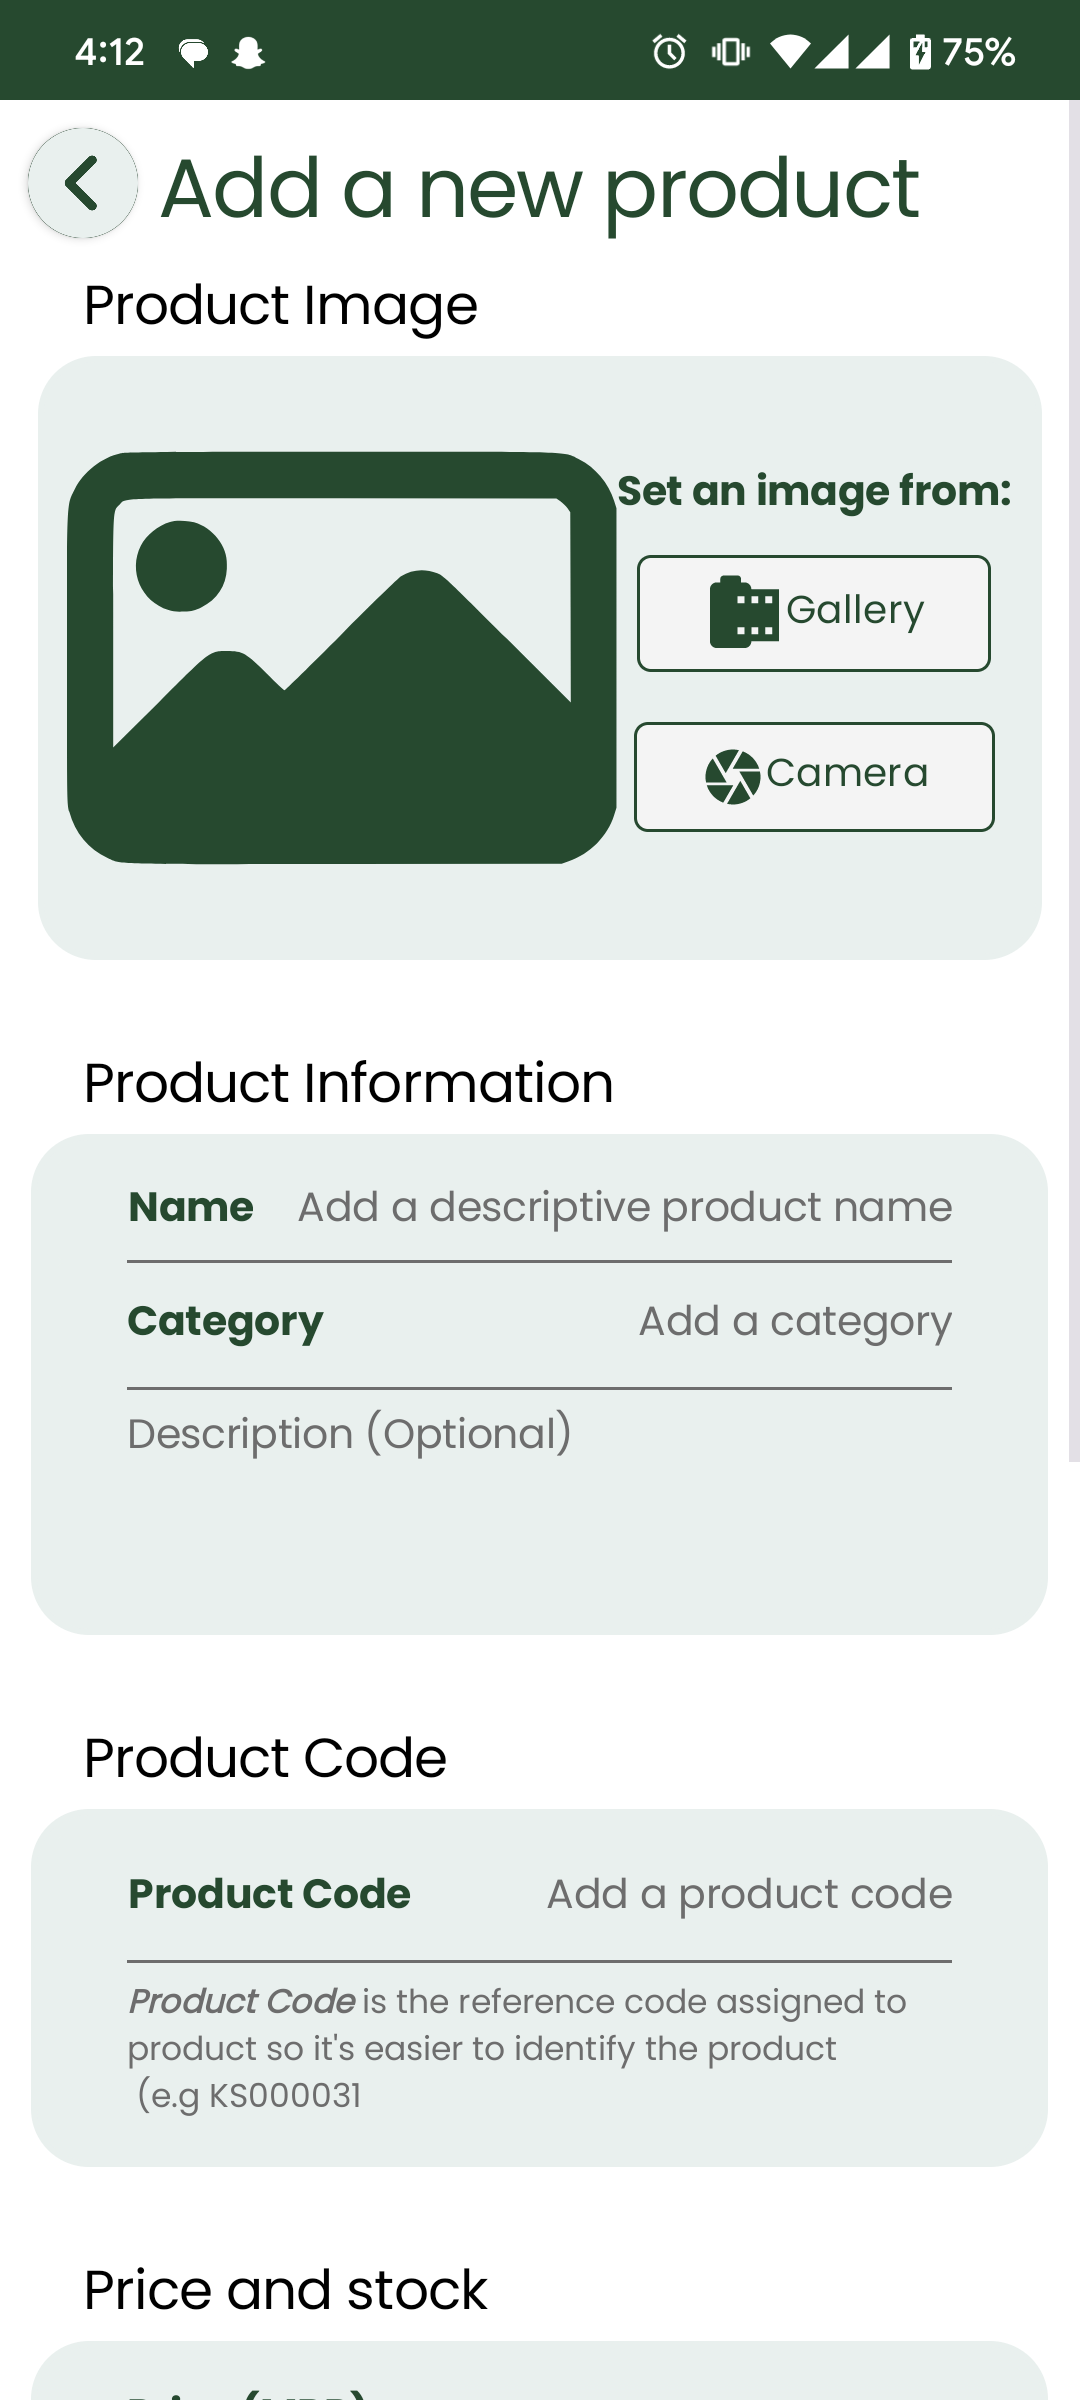 4:12 75%
Add a new product
Product Image
Set an image from:
Gallery
Camera
Product Information
Name Add a descriptive product name
Category Add a category
Description (Optional)
Product Code
Product Code Add a product code
Product Code is the reference code assigned to
product so it's easier to identify the product
(e.g KS000031
Price and stock